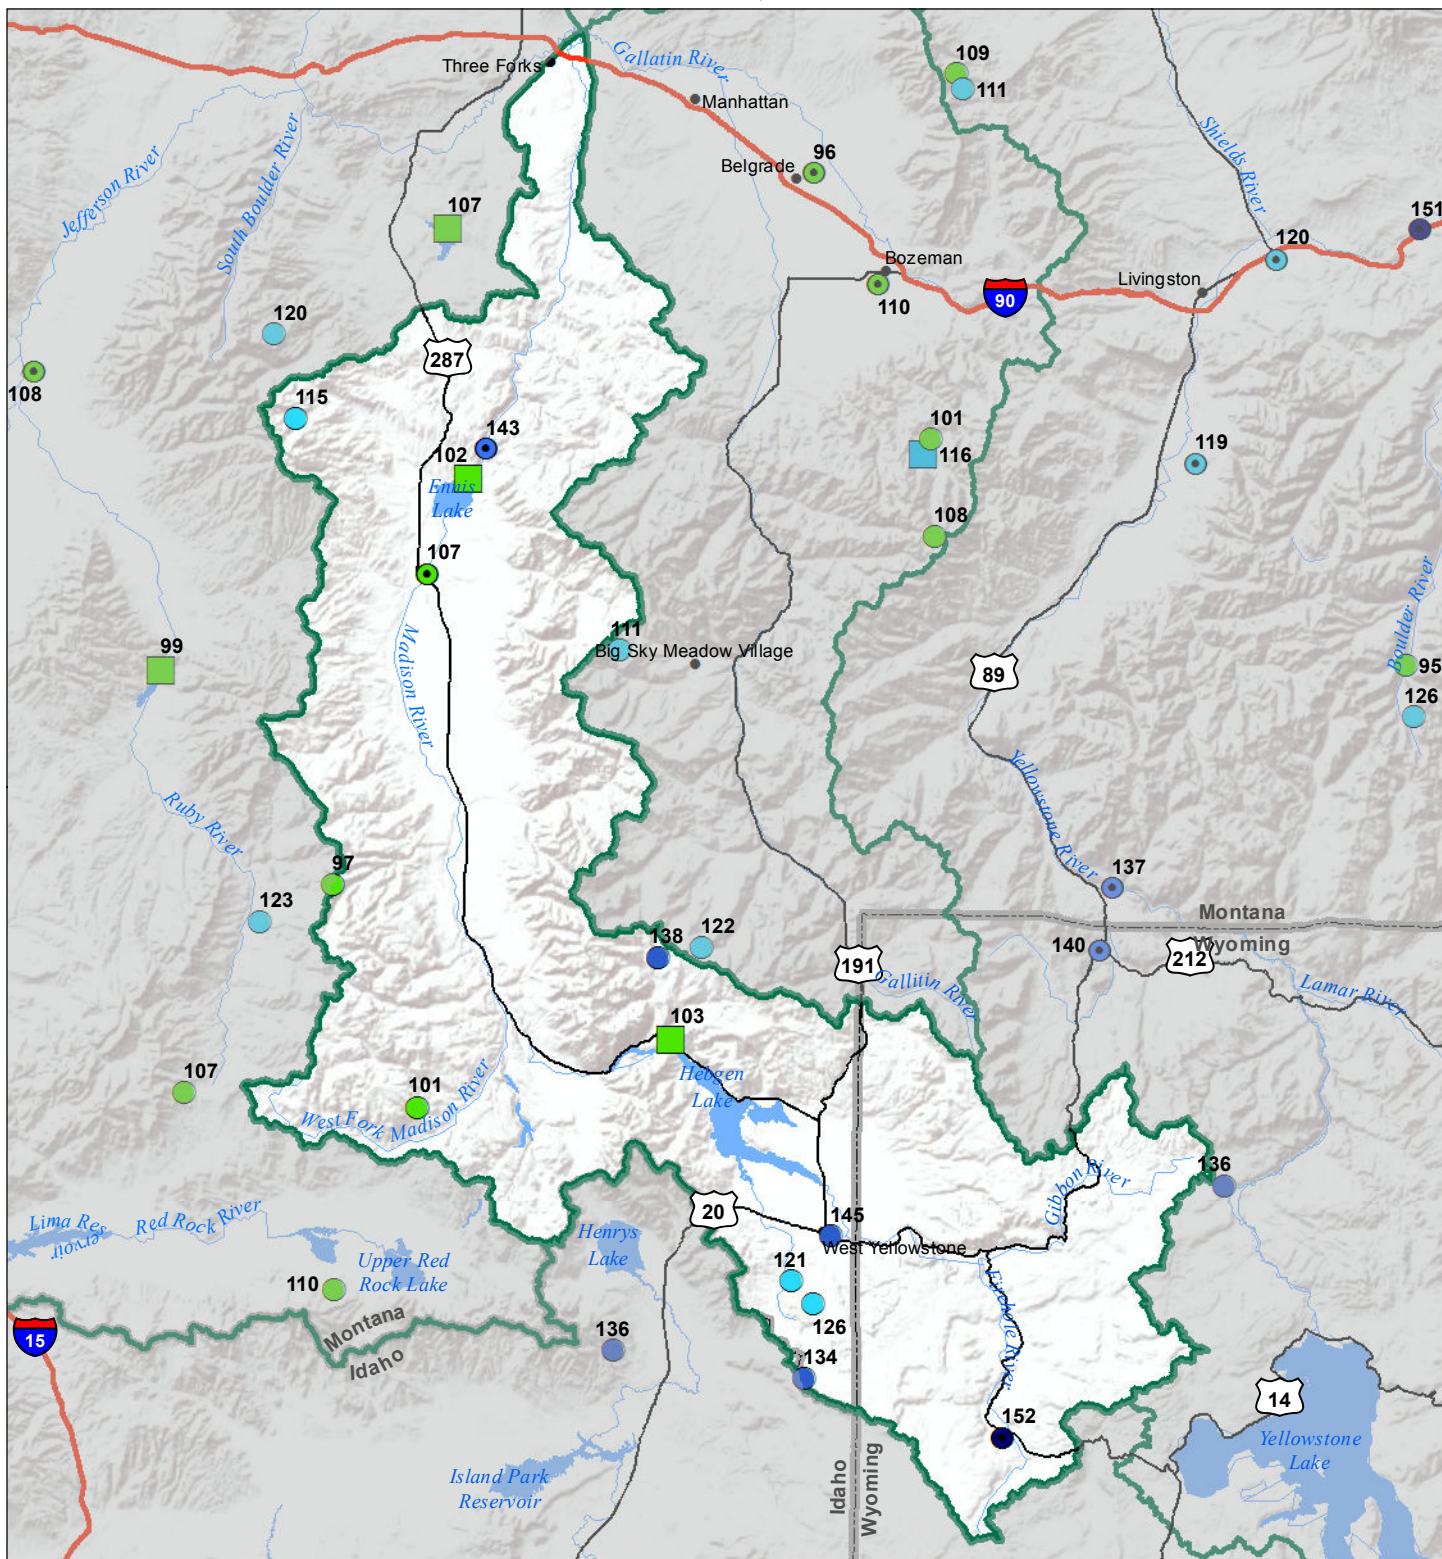 Three Forks
Gallatin River
Manhattan
109
111
Shields River
Jefferson River
South Boulder River
Belgrade
96
107
151
120
Bozeman
Livingston
110
90
120
287
108
115
143
102
Ennis
Lake
101
116
119
108
107
Madison River
111
Big Sky Meadow Village
99
89
Boulder River
95
126
Ruby River
Yellowstone River
97
123
137
Montana
Wyoming
138
122
191
140
212
Gallitin River
Lamar River
103
Hebgen
Lake
107
101
West Fork Madison River
Gibbon River
136
Lima Res
ervoir.
Red Rock River
Henrys
Lake
20
145
West Yellowstone
Upper Red
Rock Lake
110
121
126
Firehole River
Montana
Idaho
15
136
134
14
152
Yellowstone
Lake
Island Park
Reservoir
Idaho
Wyoming